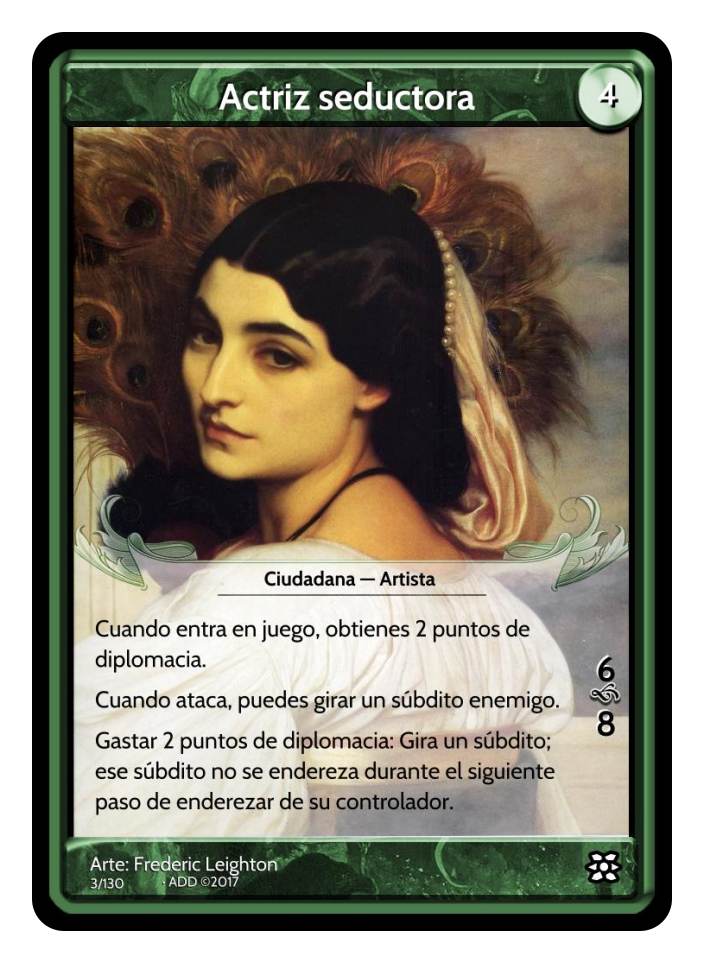 Actriz seductora
4
Ciudadana — Artista
Cuando entra en juego, obtienes 2 puntos de
diplomacia.
Cuando ataca, puedes girar un súbdito enemigo.
Gastar 2 puntos de diplomacia: Gira un súbdito;
ese súbdito no se endereza durante el siguiente
paso de enderezar de su controlador.
6
8
Arte: Frederic Leighton
3/130 · ADD ©2017